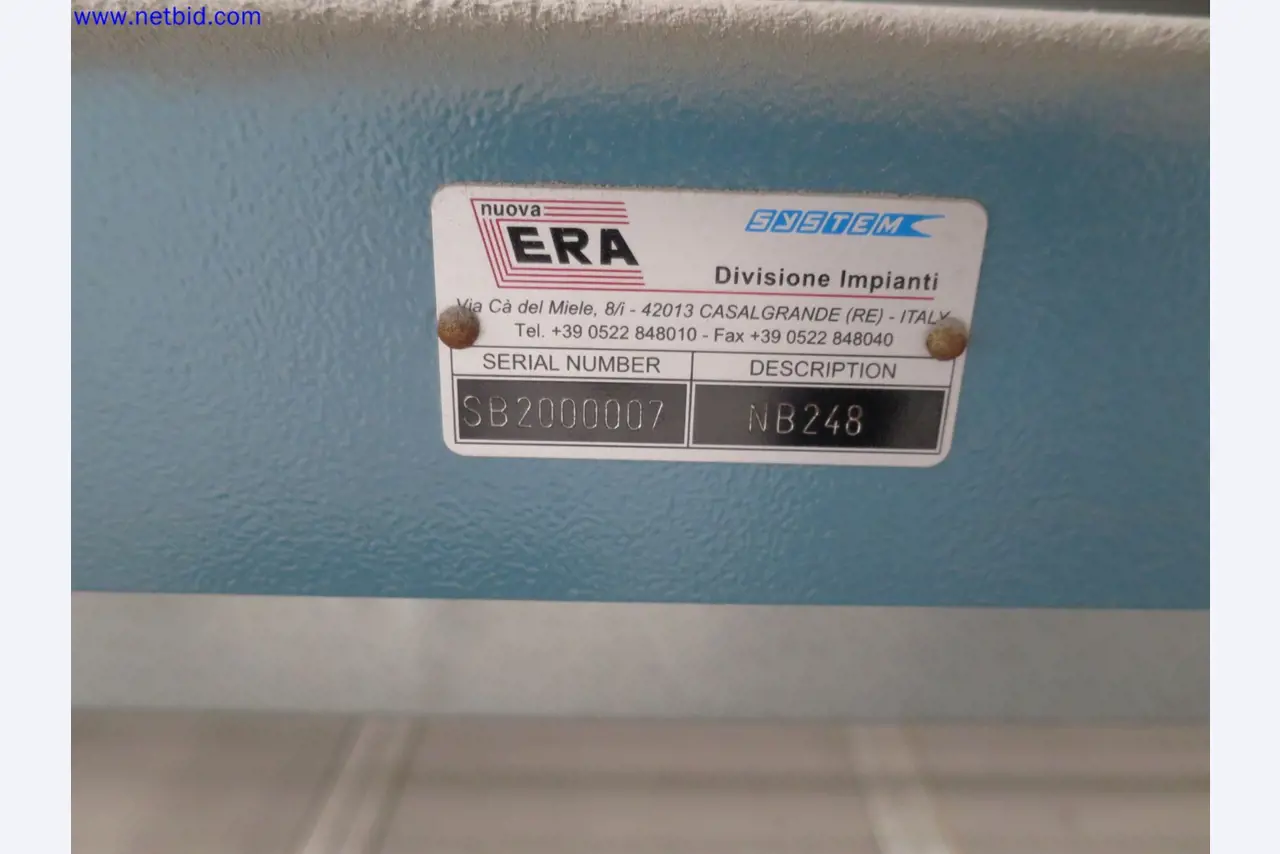 www.netbid.com
nuova
ERA
SYSTEM
Divisione Impianti
Via Cà del Miele, 8/i - 42013 CASALGRANDE (RE) - ITALY
Tel. +39 0522 848010 - Fax +39 0522 848040
SERIAL NUMBER DESCRIPTION
SB2000007 NB248